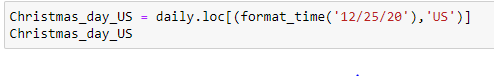 Christmas_day_US = daily.loc[(format_time('12/25/20'),'US')]
Christmas_day_US